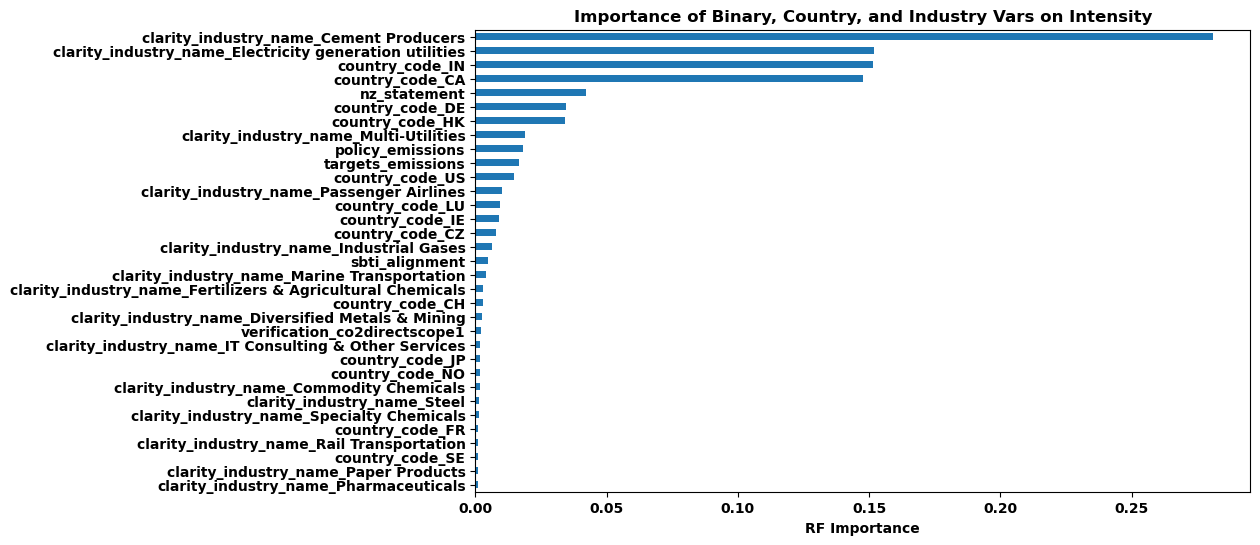 Importance of Binary, Country, and Industry Vars on Intensity
clarity_industry_name_Cement Producers
clarity_industry_name_Electricity generation utilities
country_code_IN
country_code_CA
nz_statement
country_code_DE
country_code_HK
clarity_industry_name_Multi-Utilities
policy_emissions
targets_emissions
country_code_US
clarity_industry_name_Passenger Airlines
country_code_LU
country_code_IE
country_code_CZ
clarity_industry_name_Industrial Gases
sbti_alignment
clarity_industry_name_Marine Transportation
clarity_industry_name_Fertilizers & Agricultural Chemicals
country_code_CH
clarity_industry_name_Diversified Metals & Mining
verification_co2directscope1
clarity_industry_name_IT Consulting & Other Services
country_code_JP
country_code_NO
clarity_industry_name_Commodity Chemicals
clarity_industry_name_Steel
clarity_industry_name_Specialty Chemicals
country_code_FR
clarity_industry_name_Rail Transportation
country_code_SE
clarity_industry_name_Paper Products
clarity_industry_name_Pharmaceuticals
0.00 0.05 0.10 0.15 0.20 0.25
RF Importance